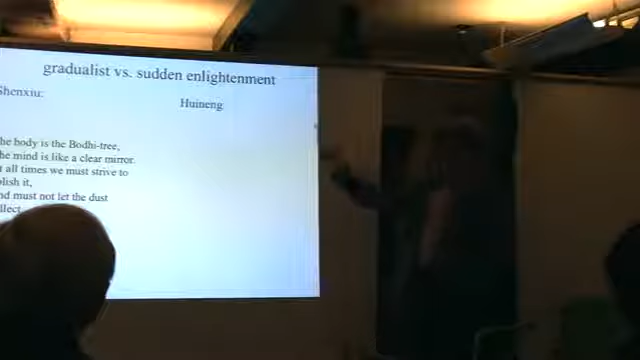 gradualist vs. sudden enlightenment
Shenxiu:
Huineng
he body is the Bodhi-tree,
he mind is like a clear mirror.
t all times we must strive to
lish it,
nd must not let the dust
llect.